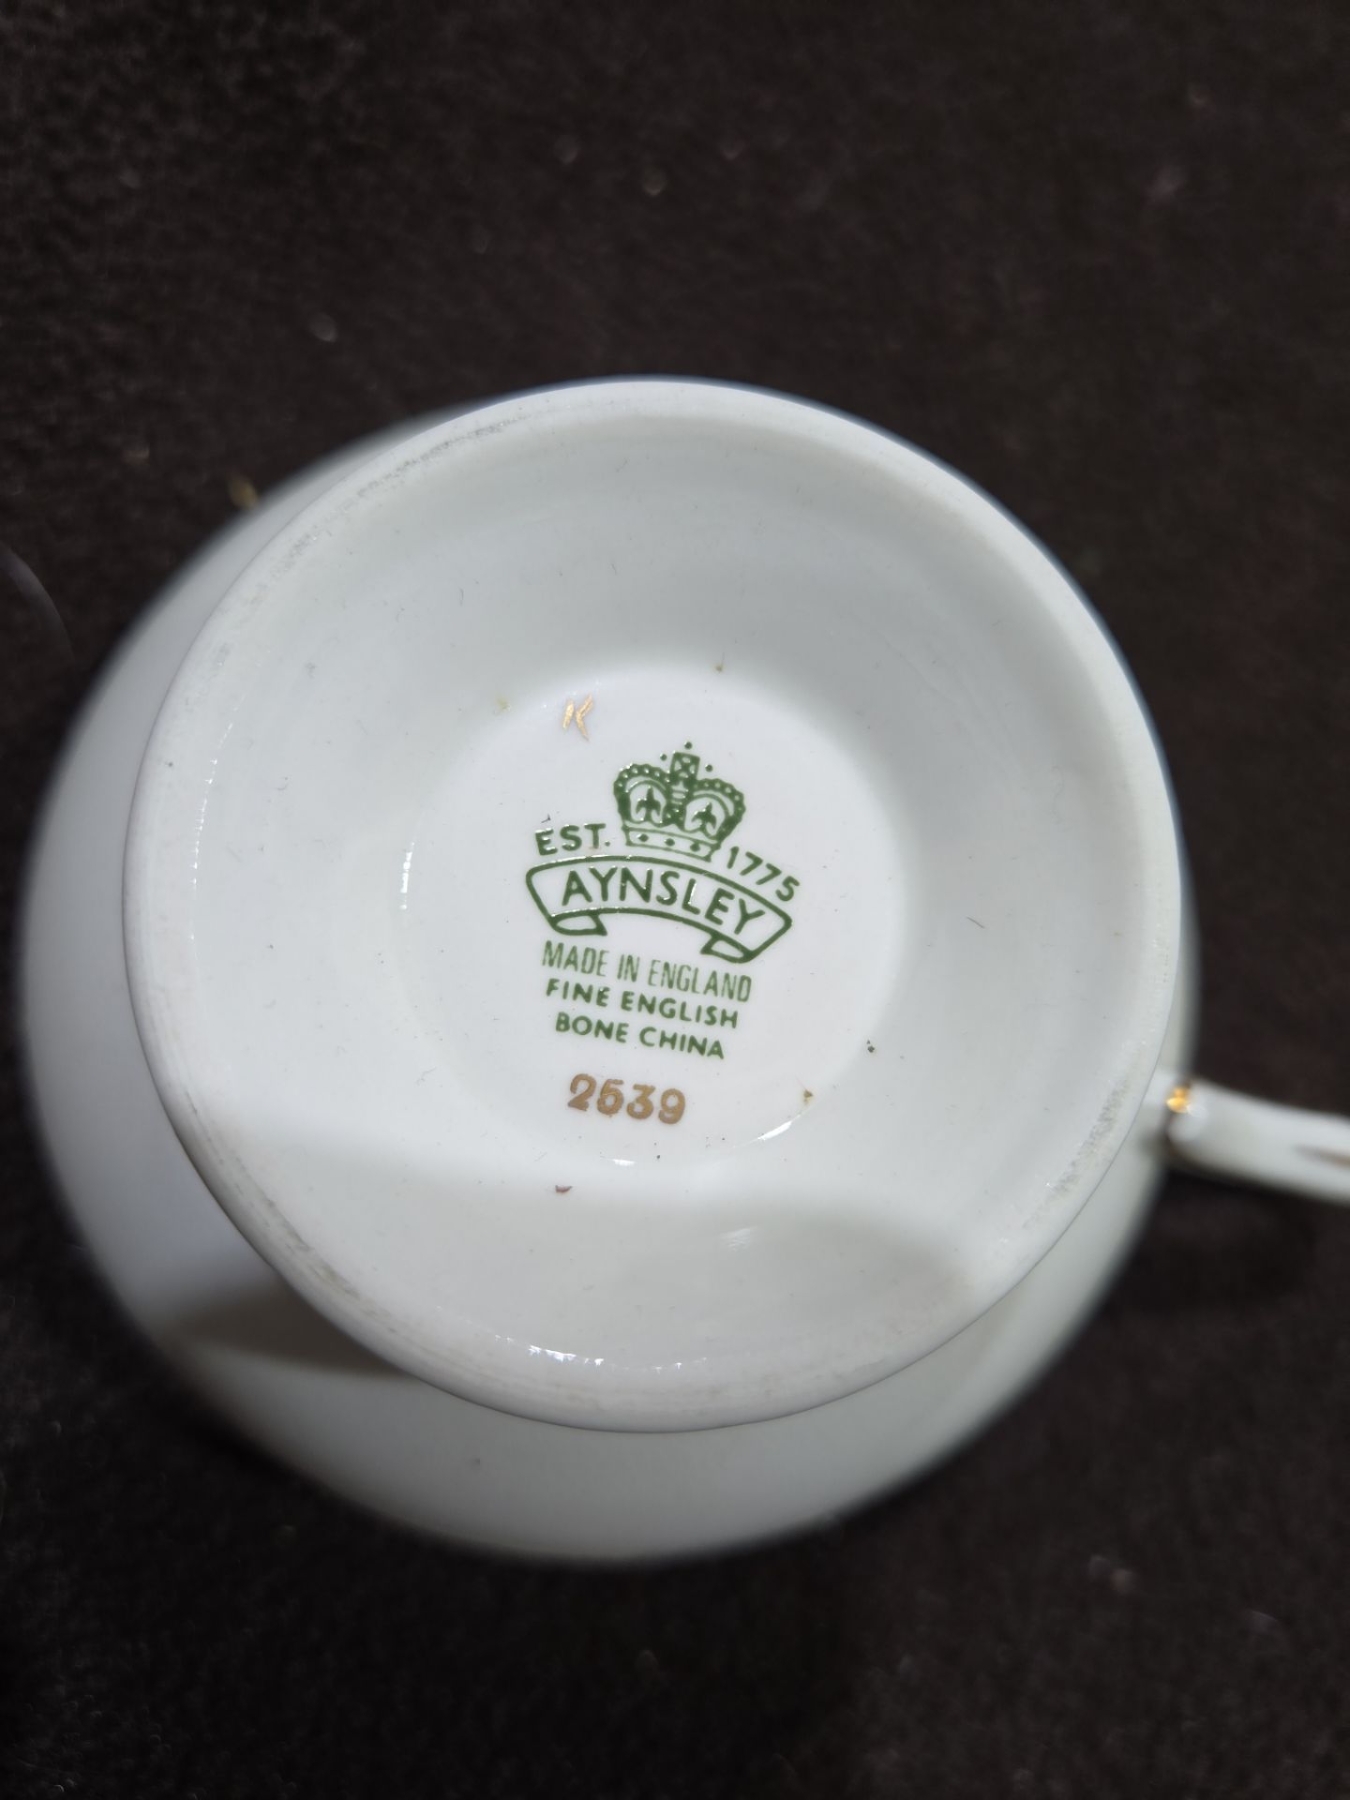 K
EST. 1775
AYNSLEY
MADE IN ENGLAND
FINE ENGLISH
BONE CHINA
2539